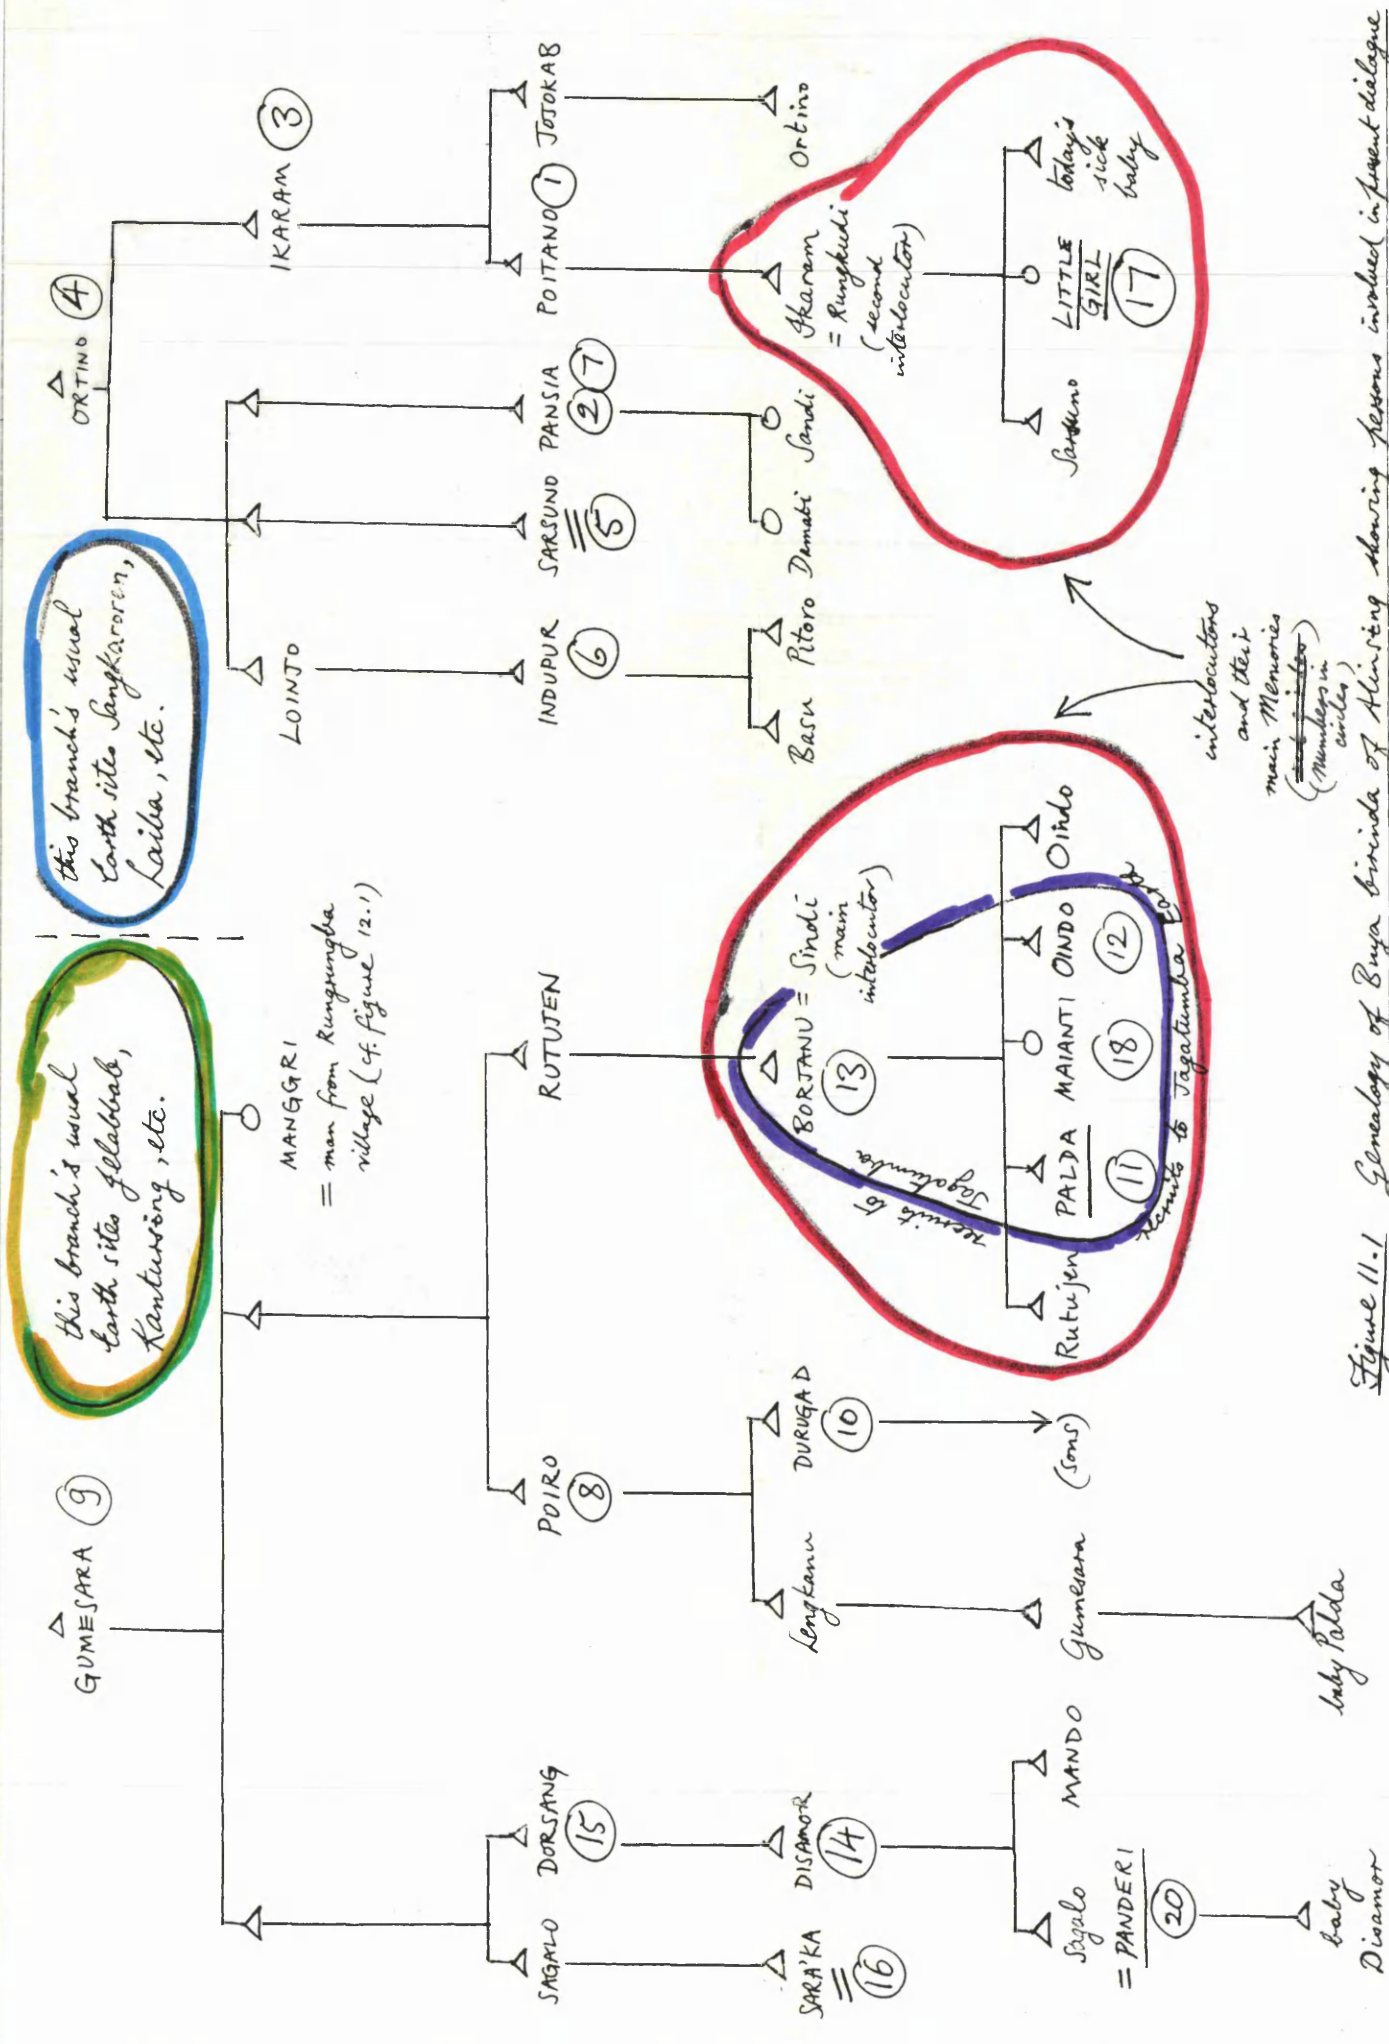 GUMESARA 9
this branch's usual
Earth sites Jelabbab,
Kantursing, etc.
this branch's usual
Earth sites Sangkaroren,
Laiba, etc.
ORTINO 4
MANGGRI
= man from Rungrungba
village (cf. figure 12.1)
LOINJO
IKARAM 3
SAGALO
DORSANG
15
POIRO
8
RUTUJEN
INDUPUR
6
SARSUNO
5
PANSIA
2 7
POITANO 1
JOJOKAB
SARA'KA
16
DISAMOR
14
Lengkanu
DURUGAD
10
BORJANU = Sindi
(main
interlocutor)
13
Basu
Pitoro
Dematbi
Sandi
Ikaram
= Rungkudi
(second
interlocutor)
Ortino
Sagalo
= PANDERI
20
MANDO
Gumesara
(sons)
Rutujen
PALDA
11
MAIANTI
18
OINDO
12
Oindo
recruits to
Jagatumba
recruits to Jagatumba Earth
Sarsuno
LITTLE
GIRL
17
today's
sick
baby
baby
Disamor
baby Palda
interlocutors
and their
main Memories
(numbers in
circles)
Figure 11.1 Genealogy of Buya birinda of Alinsing showing persons involved in present dialogue